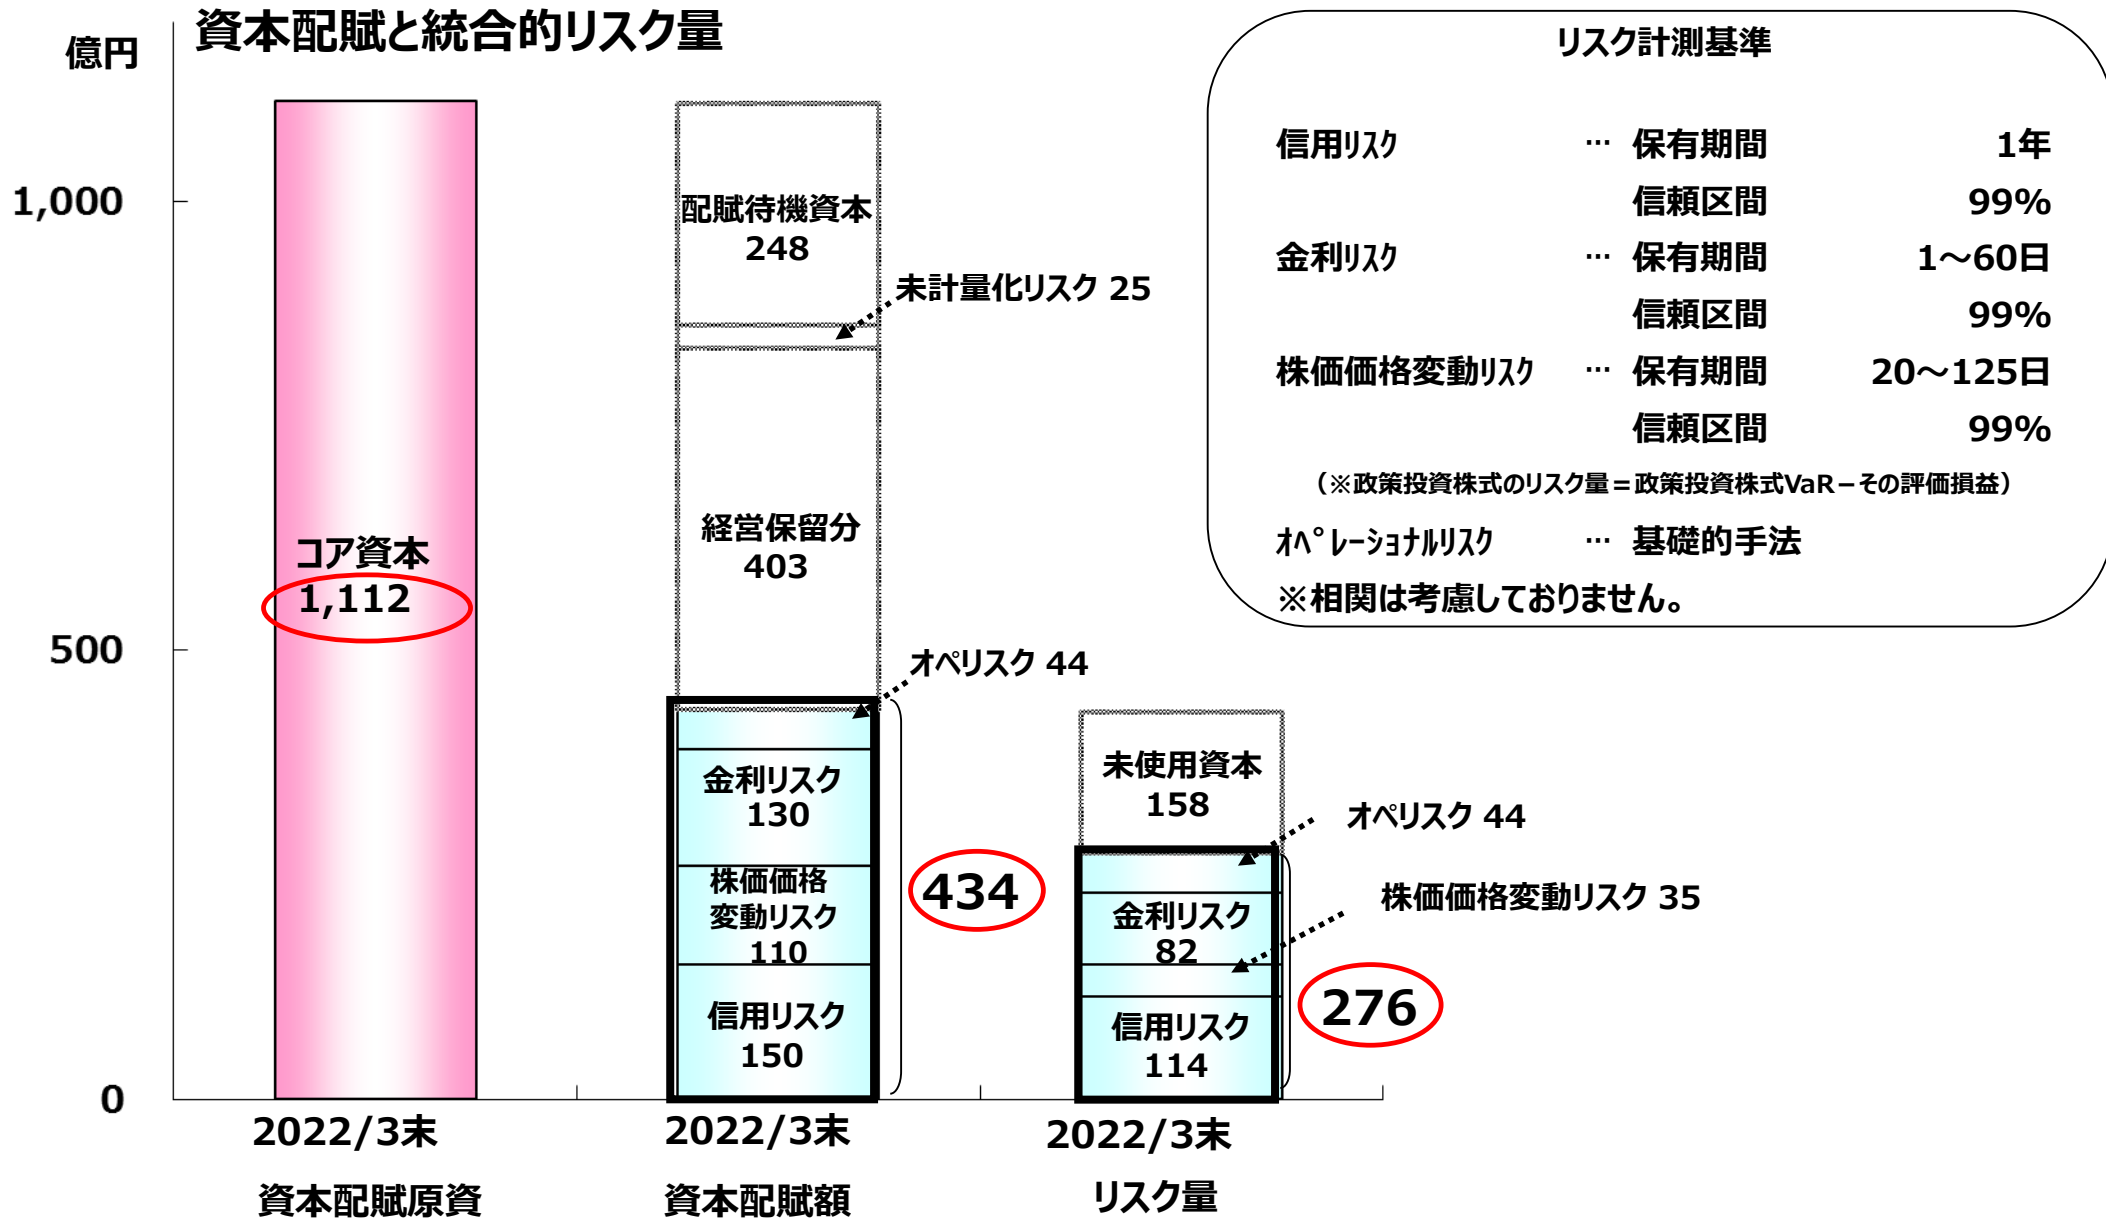 資本配賦と統合的リスク量
億円
1,000
500
0
コア資本
1,112
配賦待機資本
248
未計量化リスク 25
経営保留分
403
オペリスク 44
金利リスク
130
株価価格
変動リスク
110
信用リスク
150
434
未使用資本
158
オペリスク 44
株価価格変動リスク 35
金利リスク
82
信用リスク
114
276
2022/3末
資本配賦原資
2022/3末
資本配賦額
2022/3末
リスク量
リスク計測基準
信用ﾘｽｸ … 保有期間 1年
信頼区間 99%
金利ﾘｽｸ … 保有期間 1～60日
信頼区間 99%
株価価格変動ﾘｽｸ … 保有期間 20～125日
信頼区間 99%
（※政策投資株式のリスク量＝政策投資株式VaR－その評価損益）
ｵﾍﾟﾚｰｼｮﾅﾙﾘｽｸ … 基礎的手法
※相関は考慮しておりません。